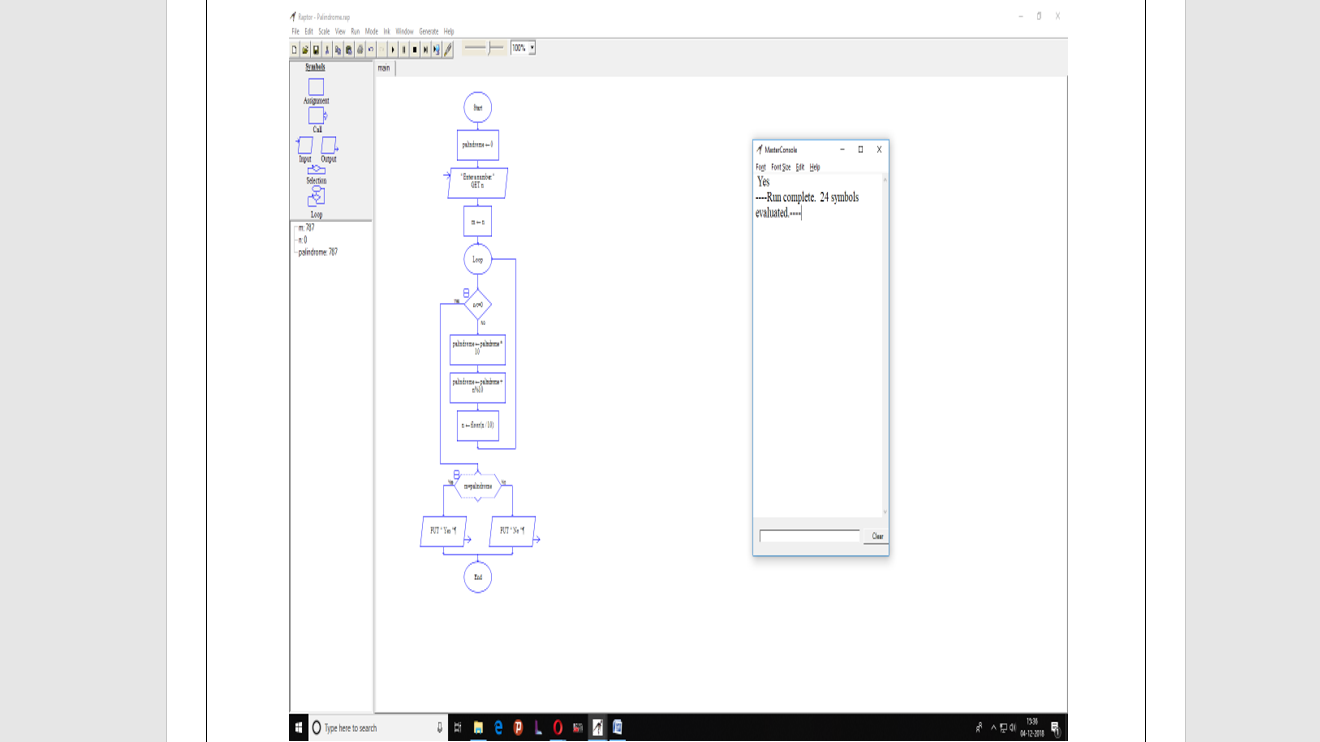 Raptor - Palindrome.rap
File Edit Scale View Run Mode Ink Window Generate Help
100%
Symbols
main
Assignment
Call
Input Output
Selection
Loop
m: 787
n: 0
palindrome: 787
Start
palindrome ← 0
"Enter a number "
GET n
m ← n
Loop
Yes
No
palindrome ← palindrome *
10
palindrome ← palindrome +
n ← floor(n / 10)
m=palindrome
Yes
No
PUT " Yes "¶
PUT " No "¶
End
MasterConsole
Font Font Size Edit Help
Yes
----Run complete. 24 symbols
evaluated.----
Clear
Type here to search
15:36
04-12-2018